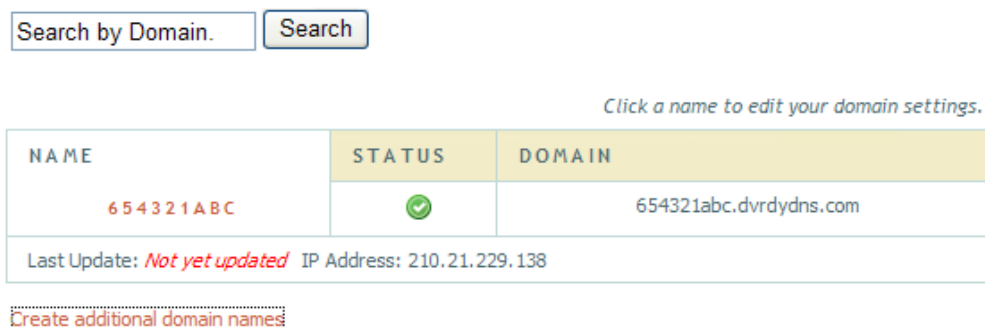 Search by Domain. Search
Click a name to edit your domain settings.
NAME STATUS DOMAIN
654321ABC 654321abc.dvrdydns.com
Last Update: Not yet updated IP Address: 210.21.229.138
Create additional domain names